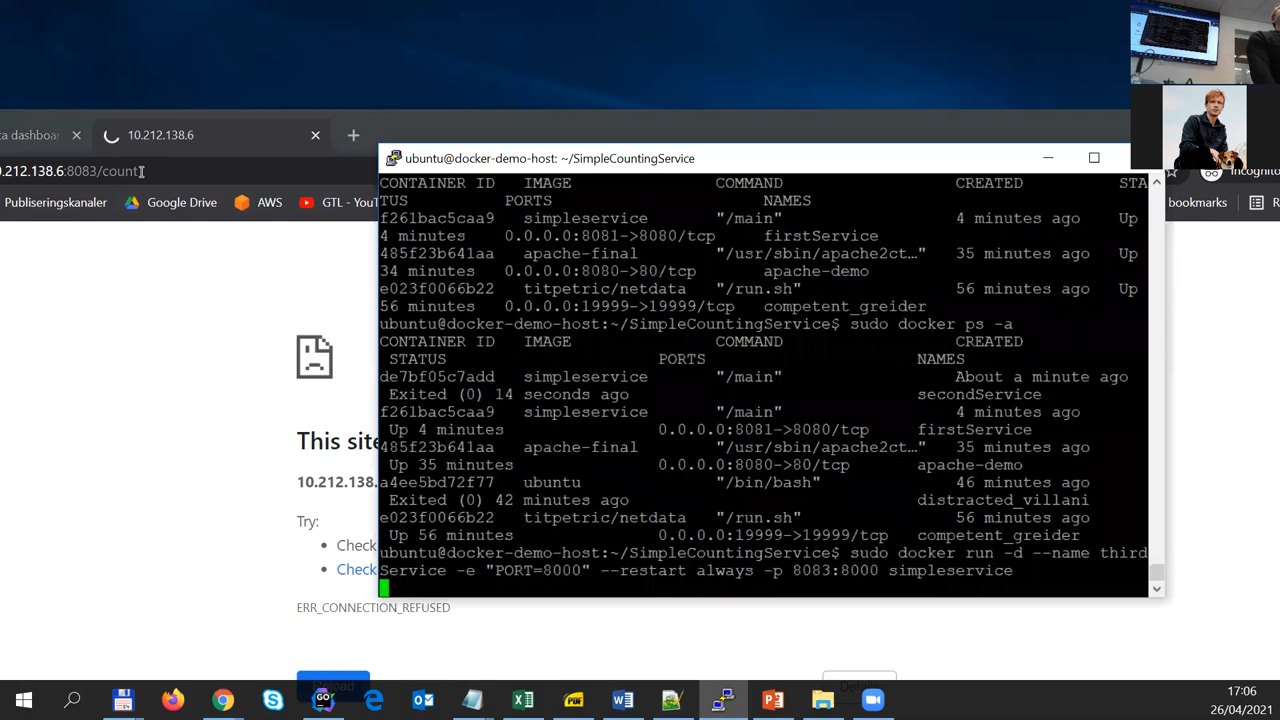 ta dashboar
10.212.138.6
0.212.138.6:8083/count
Incognito
Publiseringskanaler
Google Drive
AWS
GTL - YouT
bookmarks
This site
10.212.138.6
Try:
Check
Check
ERR_CONNECTION_REFUSED
Reload
Details
ubuntu@docker-demo-host: ~/SimpleCountingService
CONTAINER ID IMAGE COMMAND CREATED STA
TUS PORTS NAMES
f261bac5caa9 simpleservice "/main" 4 minutes ago Up
4 minutes 0.0.0.0:8081->8080/tcp firstService
485f23b641aa apache-final "/usr/sbin/apache2ct…" 35 minutes ago Up
34 minutes 0.0.0.0:8080->80/tcp apache-demo
e023f0066b22 titpetric/netdata "/run.sh" 56 minutes ago Up
56 minutes 0.0.0.0:19999->19999/tcp competent_greider
ubuntu@docker-demo-host:~/SimpleCountingService$ sudo docker ps -a
CONTAINER ID IMAGE COMMAND CREATED
STATUS PORTS NAMES
de7bf05c7add simpleservice "/main" About a minute ago
Exited (0) 14 seconds ago secondService
f261bac5caa9 simpleservice "/main" 4 minutes ago
Up 4 minutes 0.0.0.0:8081->8080/tcp firstService
485f23b641aa apache-final "/usr/sbin/apache2ct…" 35 minutes ago
Up 35 minutes 0.0.0.0:8080->80/tcp apache-demo
a4ee5bd72f77 ubuntu "/bin/bash" 46 minutes ago
Exited (0) 42 minutes ago distracted_villani
e023f0066b22 titpetric/netdata "/run.sh" 56 minutes ago
Up 56 minutes 0.0.0.0:19999->19999/tcp competent_greider
ubuntu@docker-demo-host:~/SimpleCountingService$ sudo docker run -d --name third
Service -e "PORT=8000" --restart always -p 8083:8000 simpleservice
17:06
26/04/2021